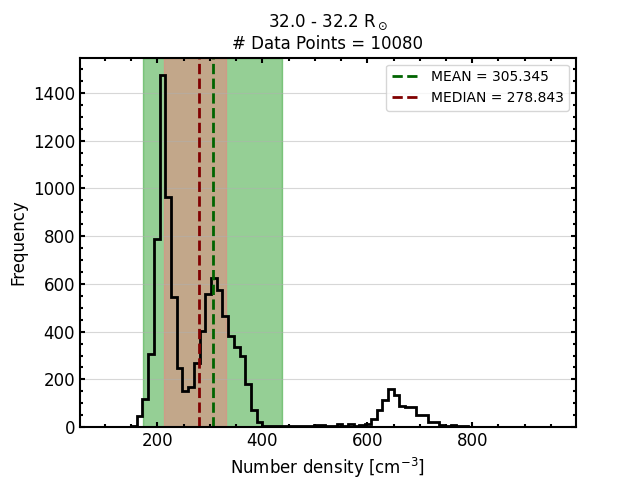 32.0 - 32.2 R⊙
# Data Points = 10080
MEAN = 305.345
MEDIAN = 278.843
Frequency
1400
1200
1000
800
600
400
200
0
200 400 600 800
Number density [cm⁻³]